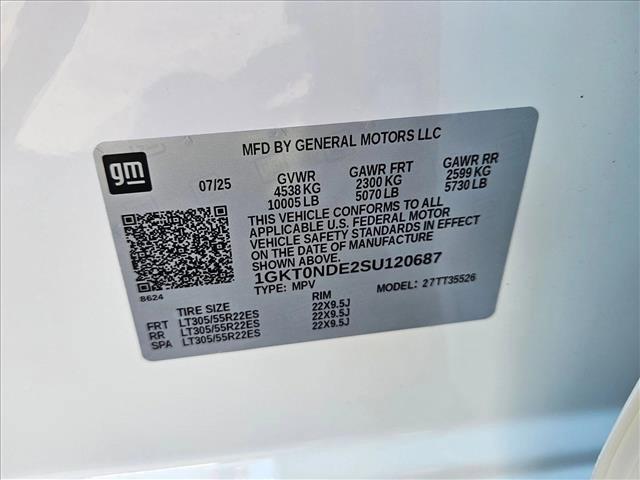 MFD BY GENERAL MOTORS LLC
gm
07/25
GVWR
4538 KG
10005 LB
GAWR FRT
2300 KG
5070 LB
GAWR RR
2599 KG
5730 LB
THIS VEHICLE CONFORMS TO ALL
APPLICABLE U.S. FEDERAL MOTOR
VEHICLE SAFETY STANDARDS IN EFFECT
ON THE DATE OF MANUFACTURE
SHOWN ABOVE.
1GKT0NDE2SU120687
TYPE: MPV
MODEL: 27TT35526
8624
TIRE SIZE RIM
FRT LT305/55R22ES 22X9.5J
RR LT305/55R22ES 22X9.5J
SPA LT305/55R22ES 22X9.5J